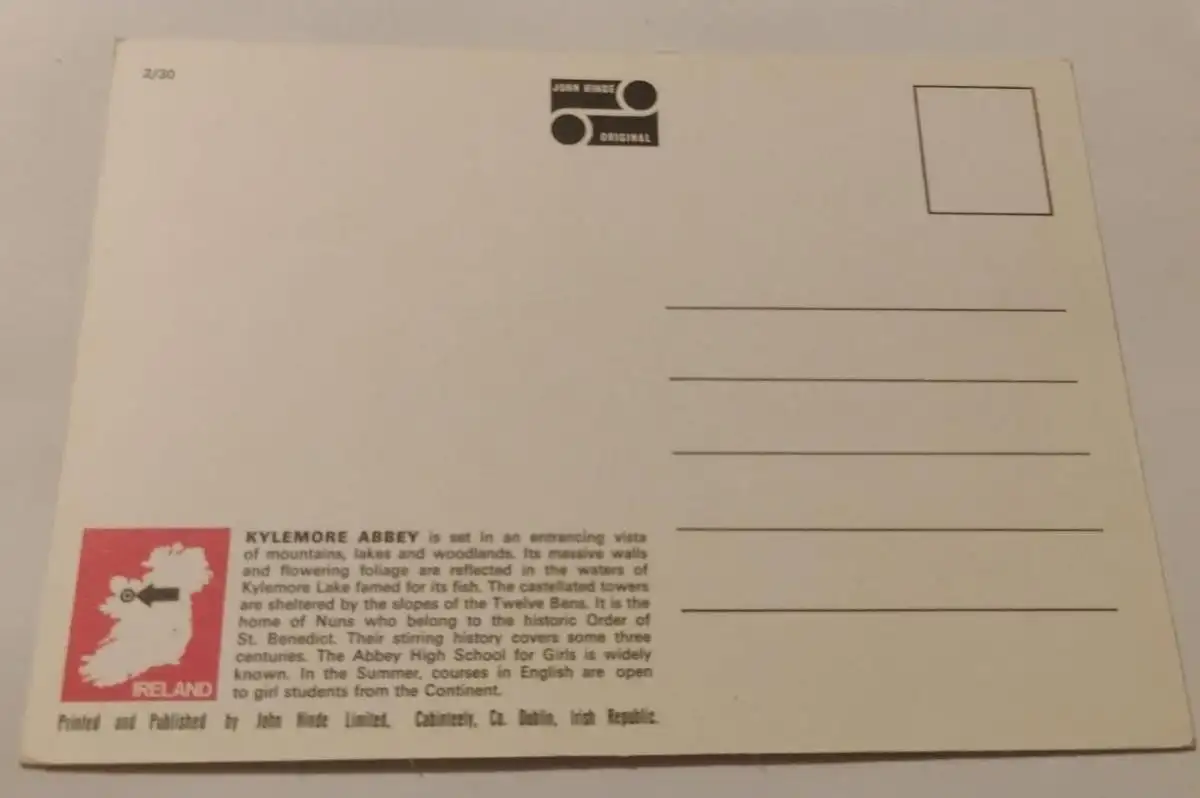 2/30
JOHN HINDE
ORIGINAL
KYLEMORE ABBEY is set in an entrancing vista
of mountains, lakes and woodlands. Its massive walls
and flowering foliage are reflected in the waters of
Kylemore Lake famed for its fish. The castellated towers
are sheltered by the slopes of the Twelve Bens. It is the
home of Nuns who belong to the historic Order of
St. Benedict. Their stirring history covers some three
centuries. The Abbey High School for Girls is widely
known. In the Summer, courses in English are open
to girl students from the Continent.
IRELAND
Printed and Published by John Hinde Limited, Cabinteely, Co. Dublin, Irish Republic.